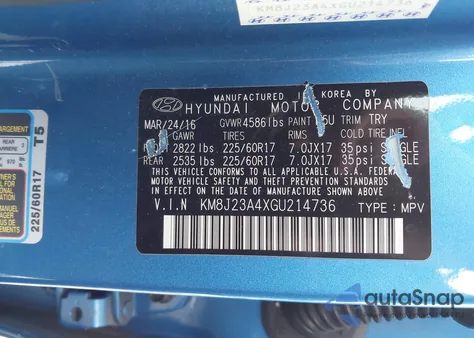 KM8J23A4XGU214736
MANUFACTURED IN KOREA BY
HYUNDAI MOTOR COMPANY
MAR/24/16 GVWR 4586 lbs PAINT TRIM TRY
GAWR TIRES RIMS COLD TIRE INFL
2822 lbs 225/60R17 7.0JX17 35psi SINGLE
REAR 2535 lbs 225/60R17 7.0JX17 35psi SINGLE
THIS VEHICLE CONFORMS TO ALL APPLICABLE U.S.A. FEDERAL
MOTOR VEHICLE SAFETY AND THEFT PREVENTION STANDARDS
IN EFFECT ON THE DATE OF MANUFACTURE SHOWN ABOVE.
V.I.N KM8J23A4XGU214736 TYPE : MPV
REAR
225/60R17 T5
autoSnap